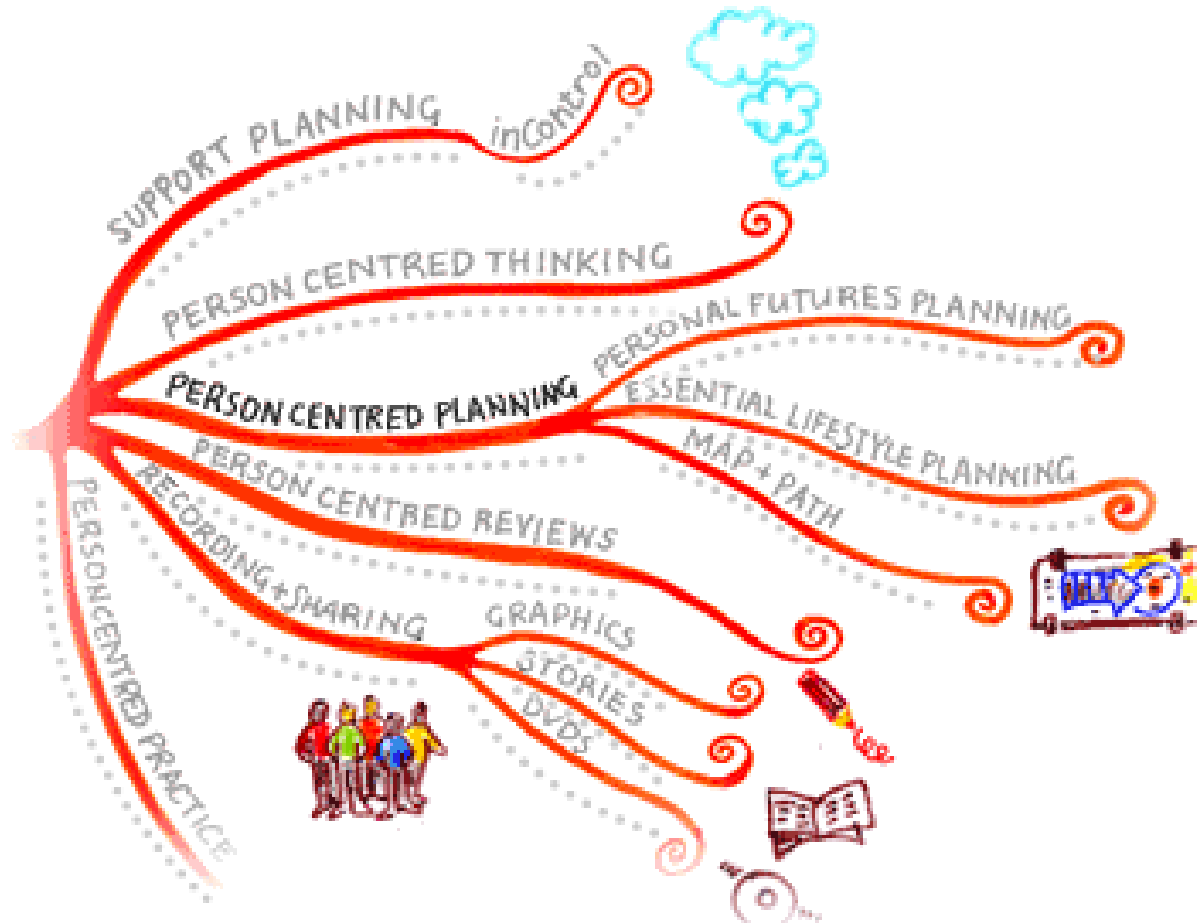 SUPPORT PLANNING
inControl
PERSON CENTRED THINKING
PERSON CENTRED PLANNING
PERSONAL FUTURES PLANNING
ESSENTIAL LIFESTYLE PLANNING
MAP + PATH
PERSON CENTRED REVIEWS
RECORDING + SHARING
GRAPHICS
STORIES
DVDS
PERSON CENTRED PRACTICE